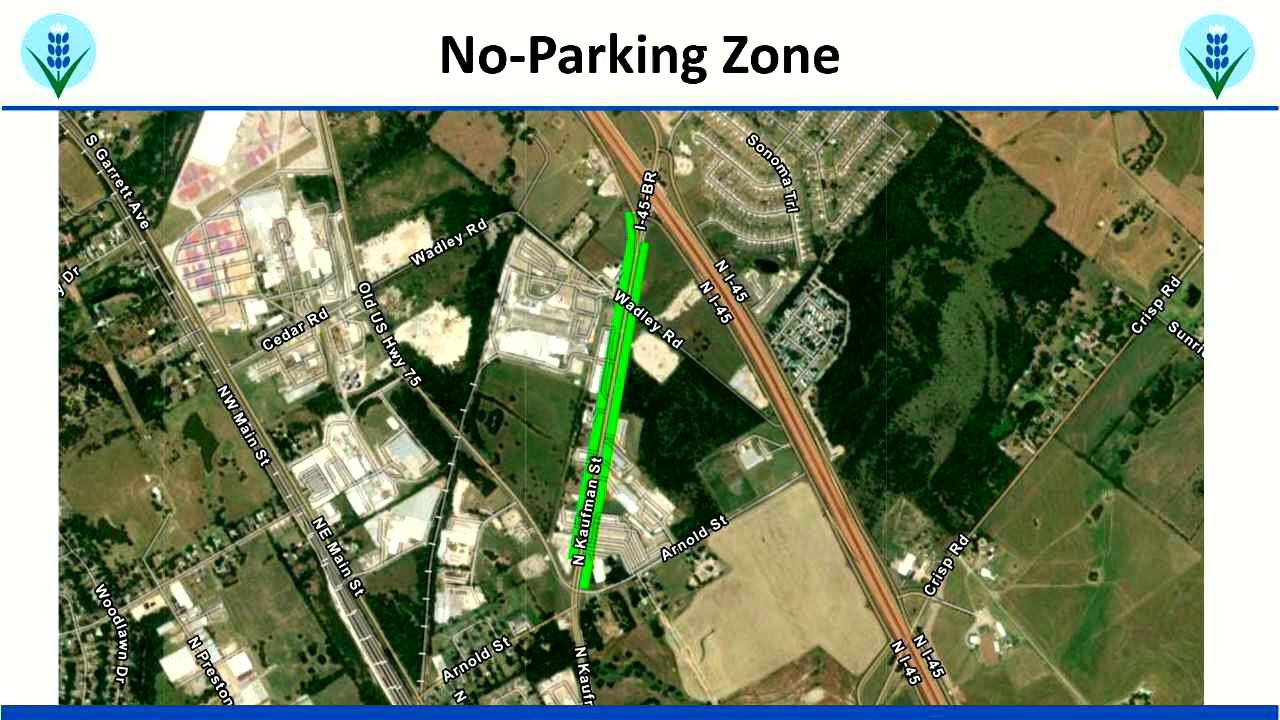 No-Parking Zone
S Garrett Ave
Sonoma Trl
I-45-BR
Wadley Rd
y Dr
N I-45
N I-45
Old US Hwy 75
Cedar Rd
Wadley Rd
Crisp Rd
Sunri
NW Main St
N Kaufman St
Arnold St
NE Main St
Crisp Rd
Woodlawn Dr
N Preston
Arnold St
N Kaufr
N
N I-45
N I-45